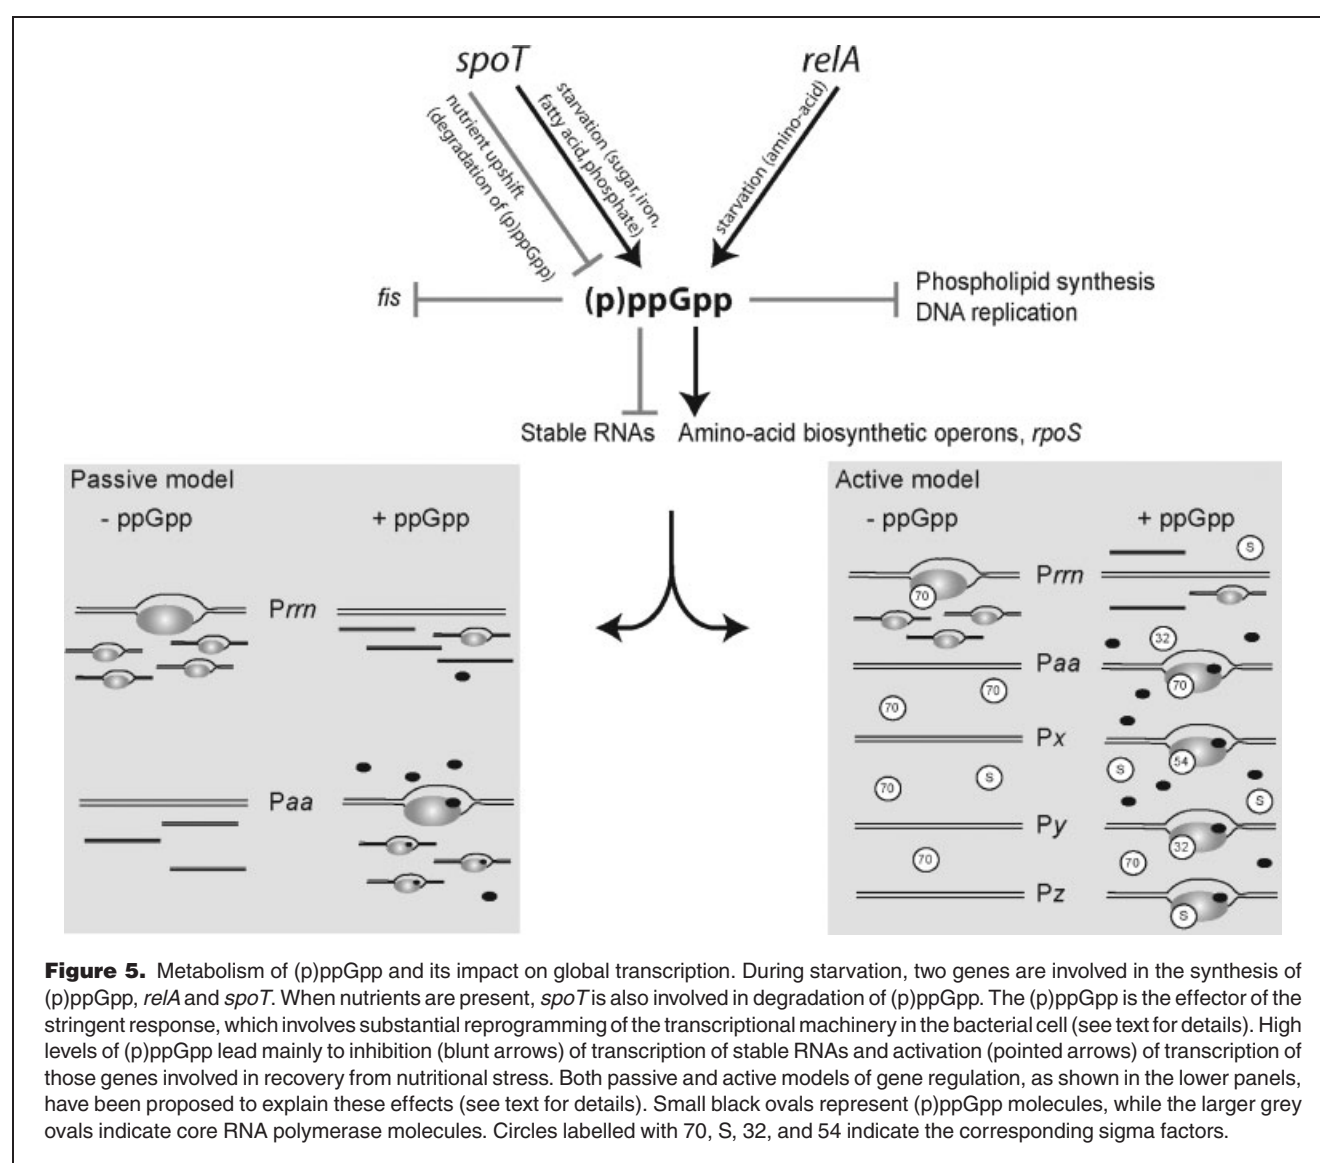 spoT
relA
nutrient upshift
(degradation of (p)ppGpp)
starvation (sugar, iron,
fatty acid, phosphate)
starvation (amino-acid)
fis
(p)ppGpp
Phospholipid synthesis
DNA replication
Stable RNAs
Amino-acid biosynthetic operons, rpoS
Passive model
- ppGpp
+ ppGpp
Prrn
Paa
Active model
- ppGpp
+ ppGpp
S
Prrn
70
32
Paa
70
70
70
Px
54
S
S
70
S
Py
32
70
70
Pz
S
Figure 5. Metabolism of (p)ppGpp and its impact on global transcription. During starvation, two genes are involved in the synthesis of
(p)ppGpp, relA and spoT. When nutrients are present, spoT is also involved in degradation of (p)ppGpp. The (p)ppGpp is the effector of the
stringent response, which involves substantial reprogramming of the transcriptional machinery in the bacterial cell (see text for details). High
levels of (p)ppGpp lead mainly to inhibition (blunt arrows) of transcription of stable RNAs and activation (pointed arrows) of transcription of
those genes involved in recovery from nutritional stress. Both passive and active models of gene regulation, as shown in the lower panels,
have been proposed to explain these effects (see text for details). Small black ovals represent (p)ppGpp molecules, while the larger grey
ovals indicate core RNA polymerase molecules. Circles labelled with 70, S, 32, and 54 indicate the corresponding sigma factors.